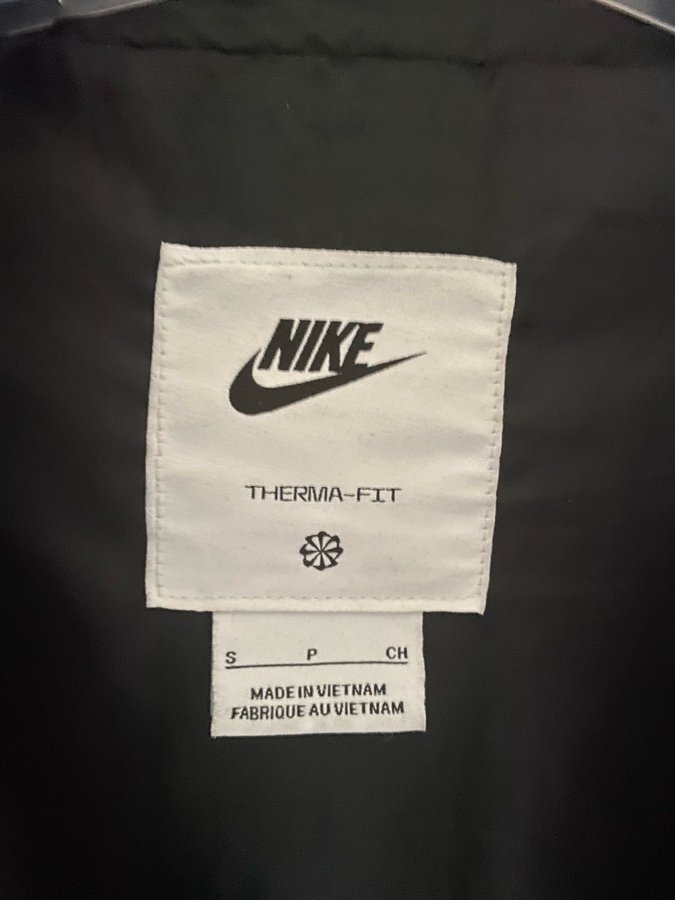 NIKE
THERMA-FIT
S P CH
MADE IN VIETNAM
FABRIQUE AU VIETNAM